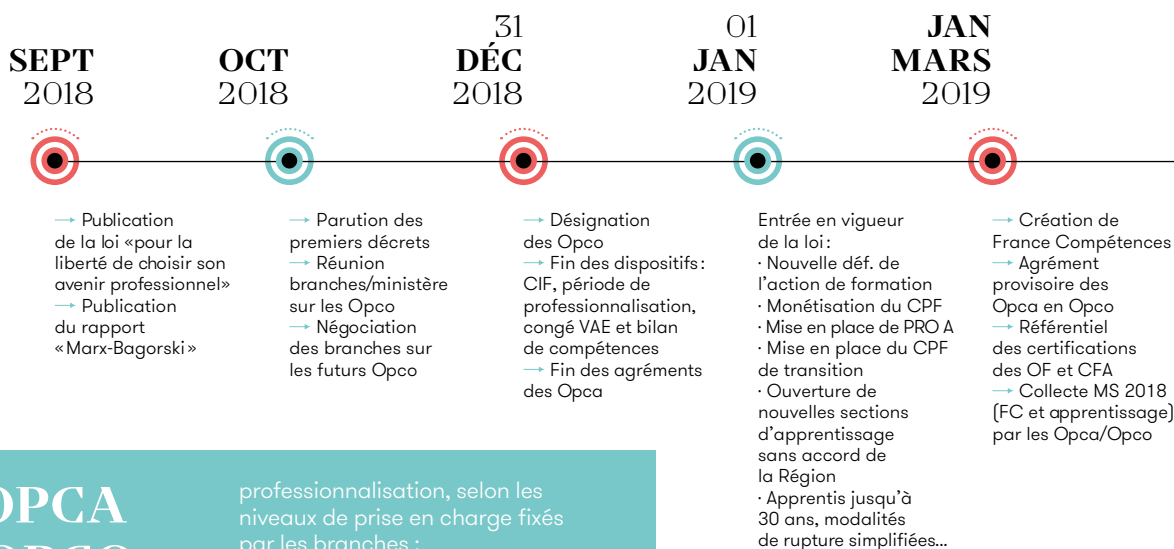 SEPT
2018
→ Publication
de la loi «pour la
liberté de choisir son
avenir professionnel»
→ Publication
du rapport
«Marx-Bagorski»
OCT
2018
→ Parution des
premiers décrets
→ Réunion
branches/ministère
sur les Opco
→ Négociation
des branches sur
les futurs Opco
31
DÉC
2018
→ Désignation
des Opco
→ Fin des dispositifs:
CIF, période de
professionnalisation,
congé VAE et bilan
de compétences
→ Fin des agréments
des Opca
01
JAN
2019
Entrée en vigueur
de la loi:
· Nouvelle déf. de
l'action de formation
· Monétisation du CPF
· Mise en place de PRO A
· Mise en place du CPF
de transition
· Ouverture de
nouvelles sections
d'apprentissage
sans accord de
la Région
· Apprentis jusqu'à
30 ans, modalités
de rupture simplifiées...
JAN
MARS
2019
→ Création de
France Compétences
→ Agrément
provisoire des
Opca en Opco
→ Référentiel
des certifications
des OF et CFA
→ Collecte MS 2018
(FC et apprentissage)
par les Opca/Opco
OPCA
professionnalisation, selon les
niveaux de prise en charge fixés
par les branches :